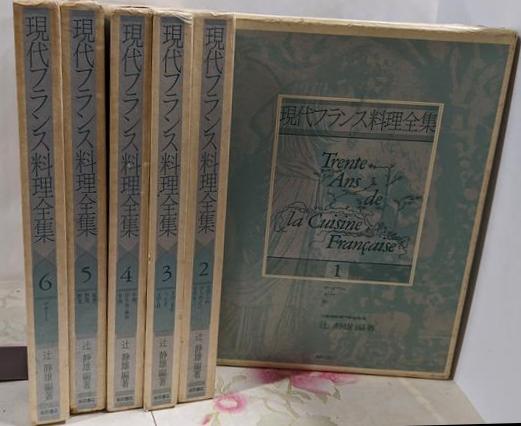 現代フランス料理全集
6
辻 静雄編著
現代フランス料理全集
5
辻 静雄編著
現代フランス料理全集
4
辻 静雄編著
現代フランス料理全集
3
辻 静雄編著
現代フランス料理全集
2
辻 静雄編著
現代フランス料理全集
Trente
Ans
de
la Cuisine
Française
1
辻 静雄編著